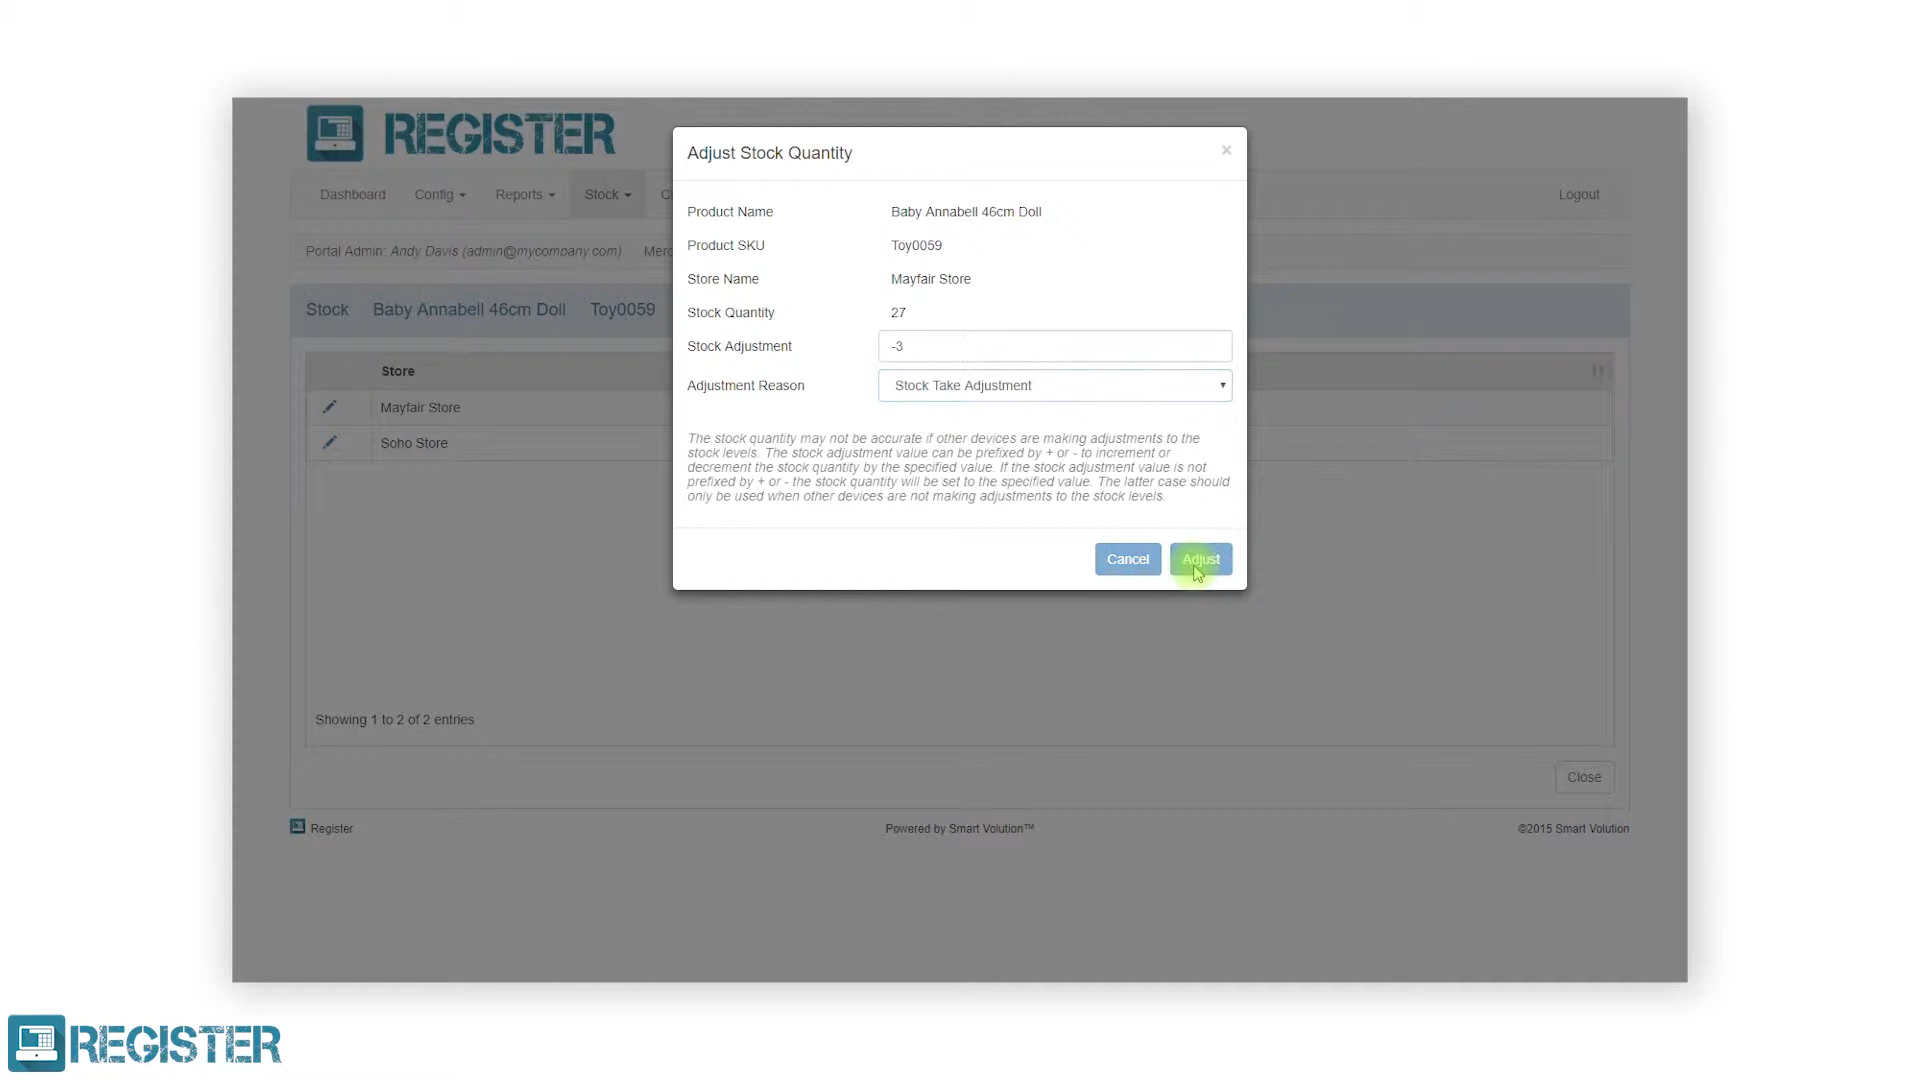 REGISTER
Adjust Stock Quantity ×
Dashboard Config Reports Stock Logout
Product Name Baby Annabell 46cm Doll
Product SKU Toy0059
Portal Admin: Andy Davis (admin@mycompany.com)
Store Name Mayfair Store
Stock Baby Annabell 46cm Doll Toy0059
Stock Quantity 27
Stock Adjustment -3
Adjustment Reason Stock Take Adjustment
Store
Mayfair Store
Soho Store
The stock quantity may not be accurate if other devices are making adjustments to the
stock levels. The stock adjustment value can be prefixed by + or - to increment or
decrement the stock quantity by the specified value. If the stock adjustment value is not
prefixed by + or - the stock quantity will be set to the specified value. The latter case should
only be used when other devices are not making adjustments to the stock levels.
Cancel Adjust
Showing 1 to 2 of 2 entries
Close
Register Powered by Smart Volution™ ©2015 Smart Volution
REGISTER